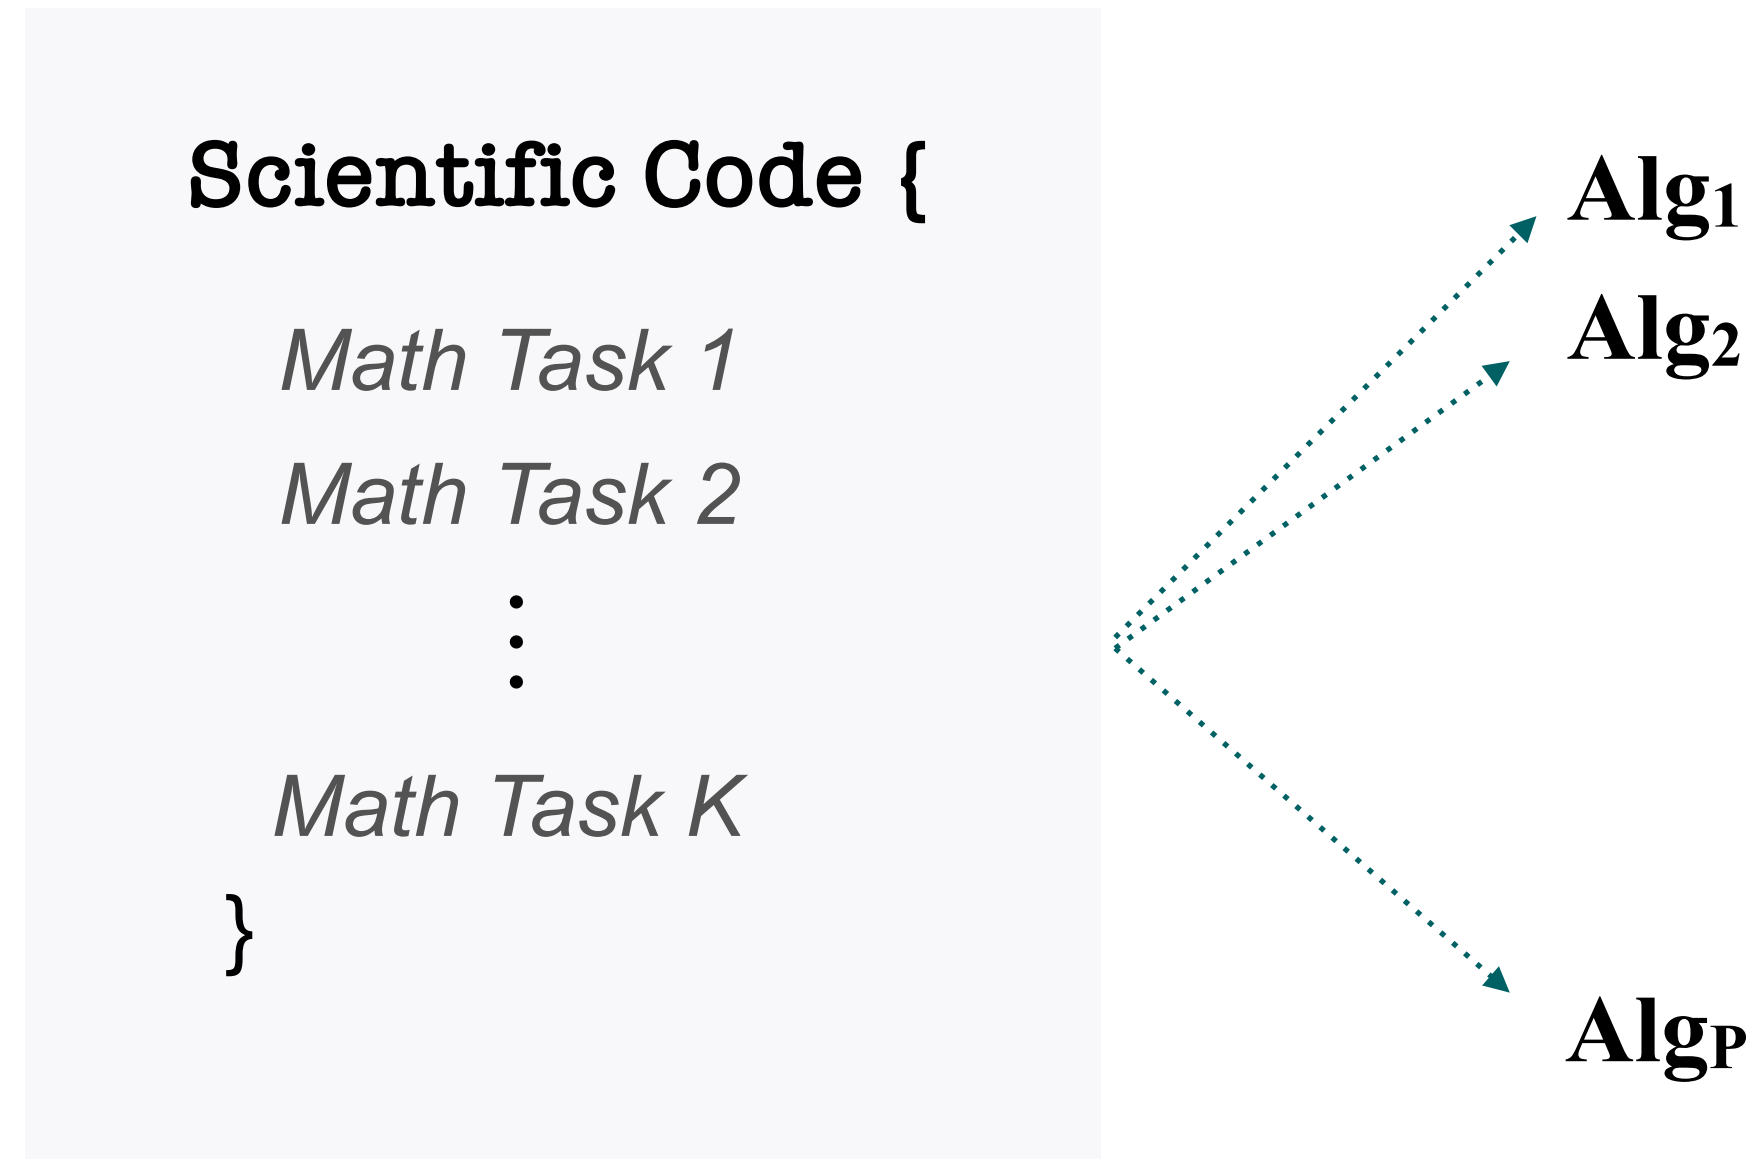 Scientific Code {
Math Task 1
Math Task 2
⋮
Math Task K
}
Alg₁
Alg₂
Algₚ